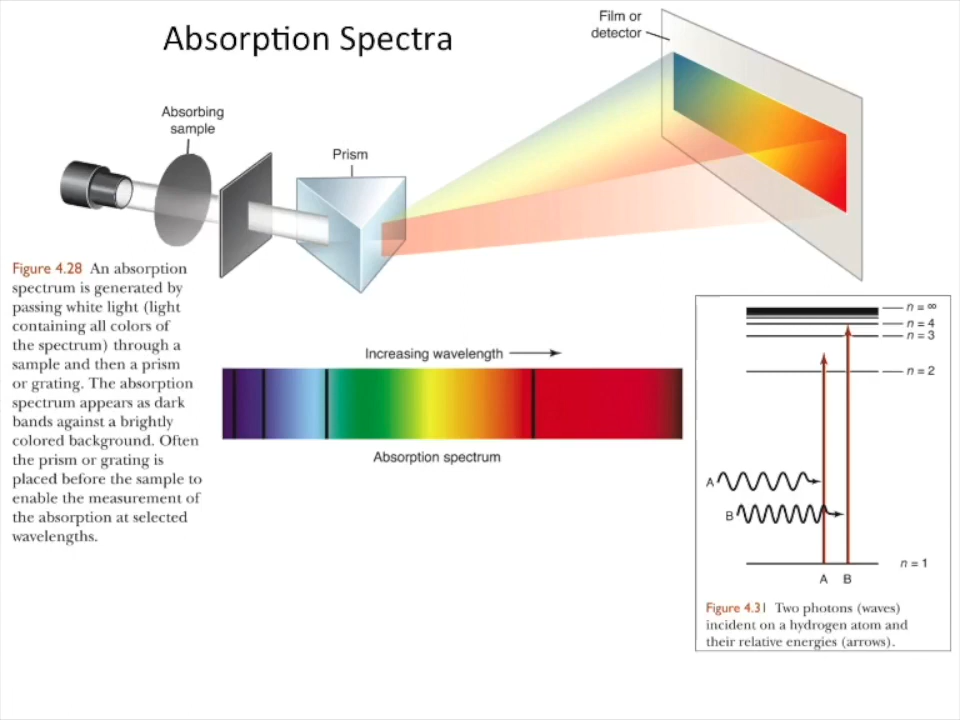 Absorption Spectra
Film or
detector
Absorbing
sample
Prism
Figure 4.28 An absorption
spectrum is generated by
passing white light (light
containing all colors of
the spectrum) through a
sample and then a prism
or grating. The absorption
spectrum appears as dark
bands against a brightly
colored background. Often
the prism or grating is
placed before the sample to
enable the measurement of
the absorption at selected
wavelengths.
Increasing wavelength
Absorption spectrum
n = ∞
n = 4
n = 3
n = 2
A
B
n = 1
A B
Figure 4.31 Two photons (waves)
incident on a hydrogen atom and
their relative energies (arrows).